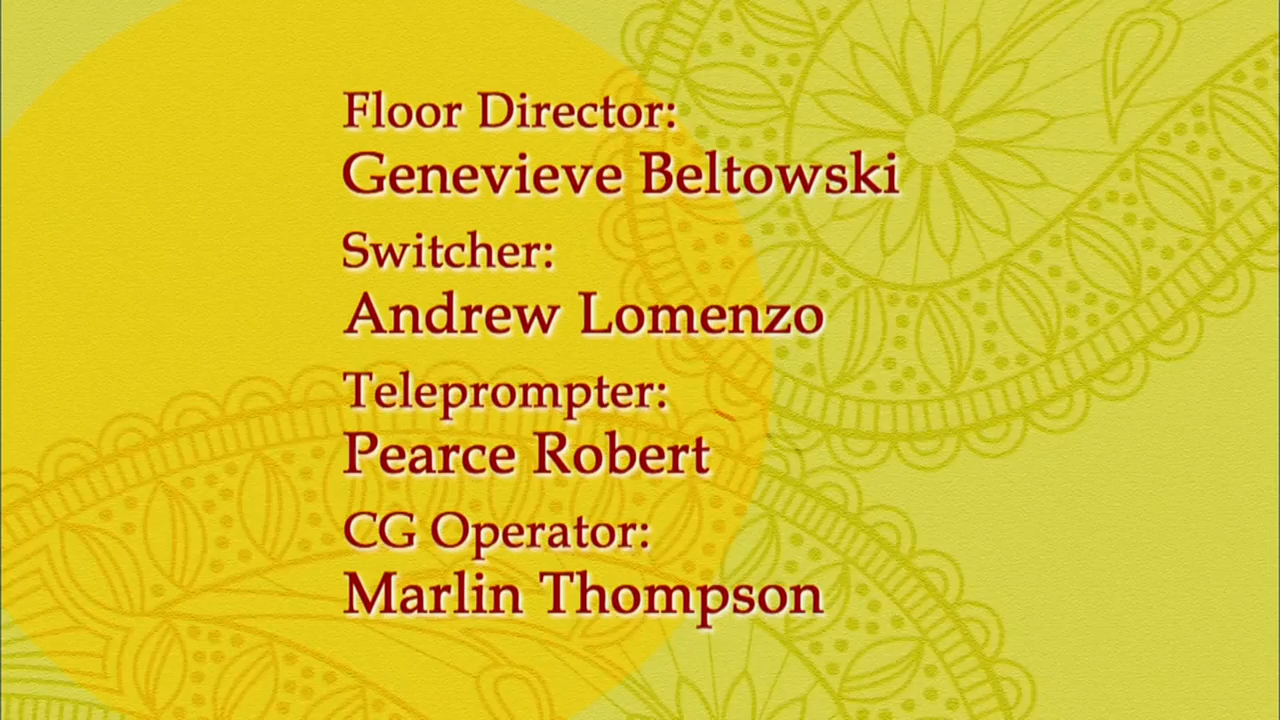 Floor Director:
Genevieve Beltowski
Switcher:
Andrew Lomenzo
Teleprompter:
Pearce Robert
CG Operator:
Marlin Thompson